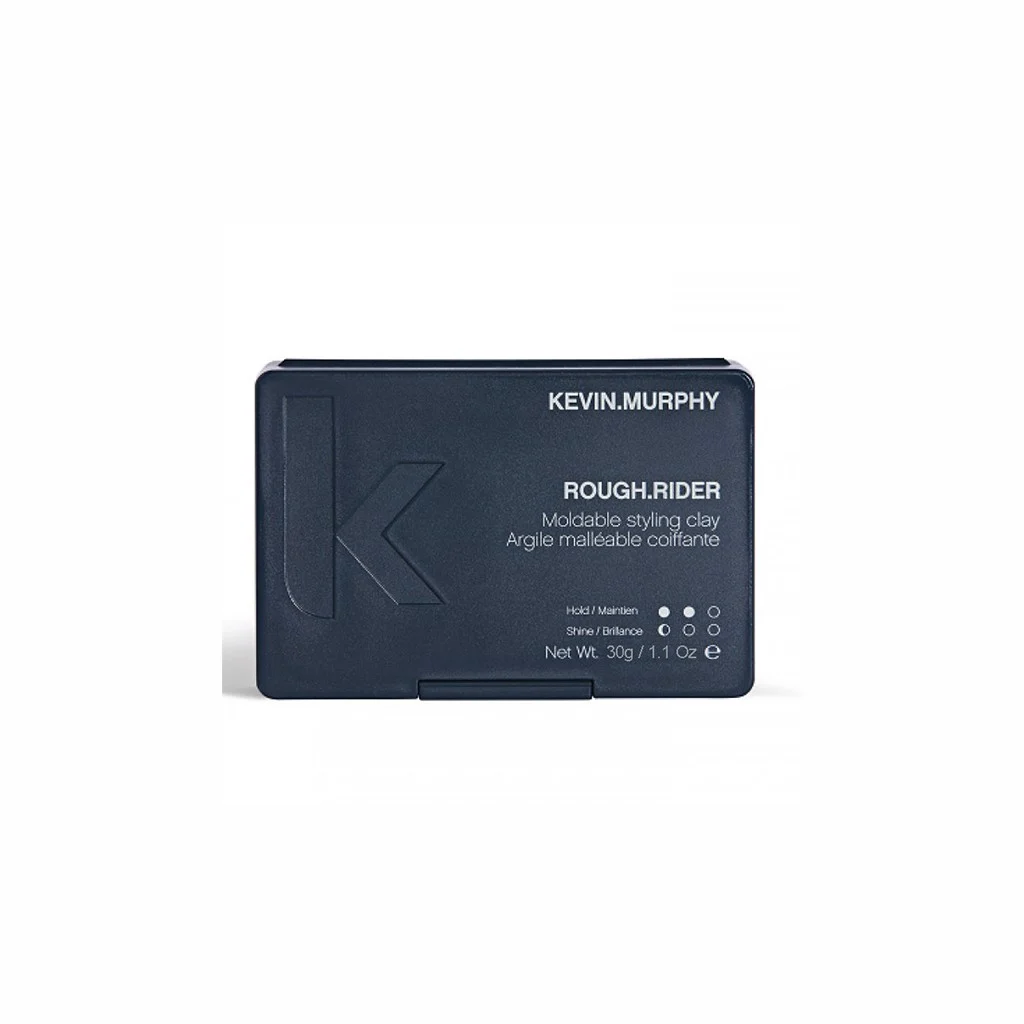 K
KEVIN.MURPHY
ROUGH.RIDER
Moldable styling clay
Argile malléable coiffante
Hold / Maintien
Shine / Brillance
Net Wt. 30g / 1.1 Oz ℮